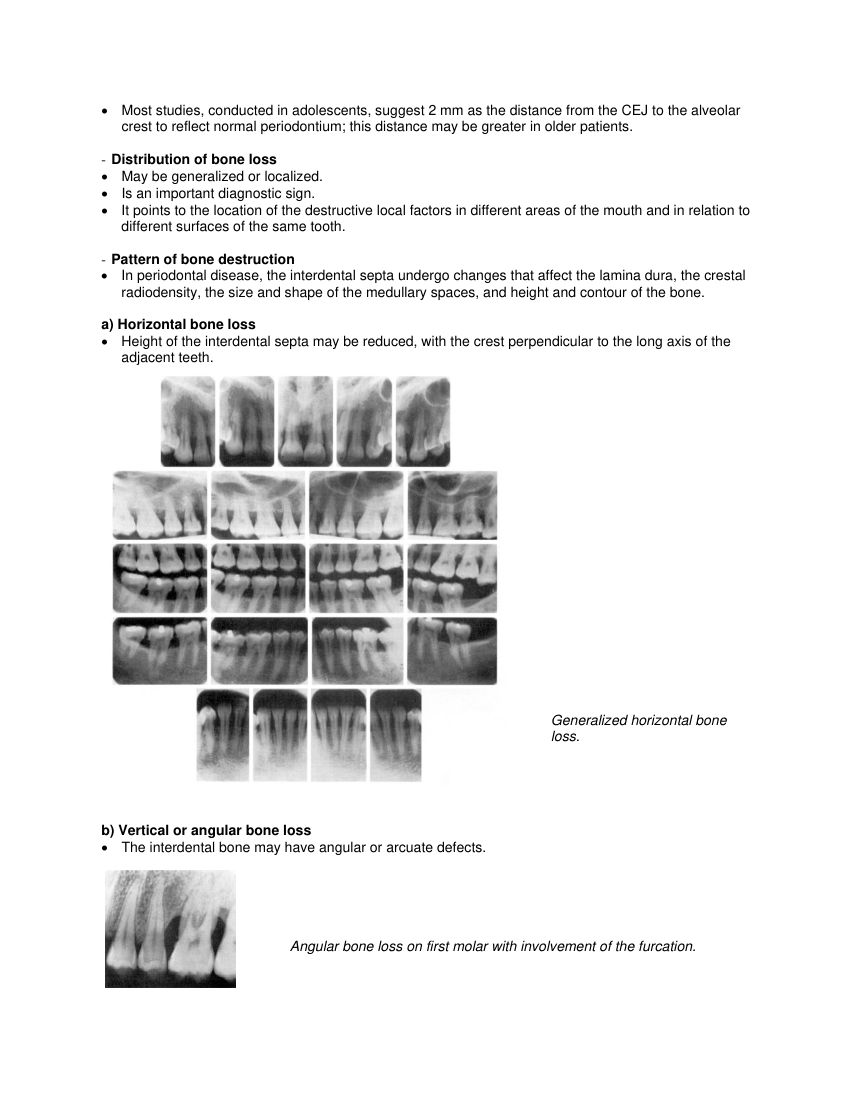 • Most studies, conducted in adolescents, suggest 2 mm as the distance from the CEJ to the alveolar
crest to reflect normal periodontium; this distance may be greater in older patients.
- Distribution of bone loss
• May be generalized or localized.
• Is an important diagnostic sign.
• It points to the location of the destructive local factors in different areas of the mouth and in relation to
different surfaces of the same tooth.
- Pattern of bone destruction
• In periodontal disease, the interdental septa undergo changes that affect the lamina dura, the crestal
radiodensity, the size and shape of the medullary spaces, and height and contour of the bone.
a) Horizontal bone loss
• Height of the interdental septa may be reduced, with the crest perpendicular to the long axis of the
adjacent teeth.
Generalized horizontal bone
loss.
b) Vertical or angular bone loss
• The interdental bone may have angular or arcuate defects.
Angular bone loss on first molar with involvement of the furcation.